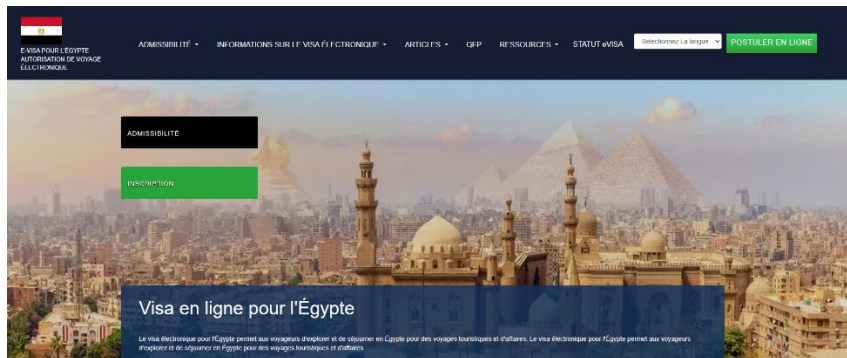 E-VISA POUR L'ÉGYPTE
AUTORISATION DE VOYAGE
ÉLECTRONIQUE
ADMISSIBILITÉ
INFORMATIONS SUR LE VISA ÉLECTRONIQUE
ARTICLES
QFP
RESSOURCES
STATUT eVISA
Sélectionnez La langue
POSTULER EN LIGNE
ADMISSIBILITÉ
INSCRIPTION
Visa en ligne pour l'Égypte
Le visa électronique pour l'Égypte permet aux voyageurs d'explorer et de séjourner en Égypte pour des voyages touristiques et d'affaires. Le visa électronique pour l'Égypte permet aux voyageurs
d'explorer et de séjourner en Égypte pour des voyages touristiques et d'affaires.